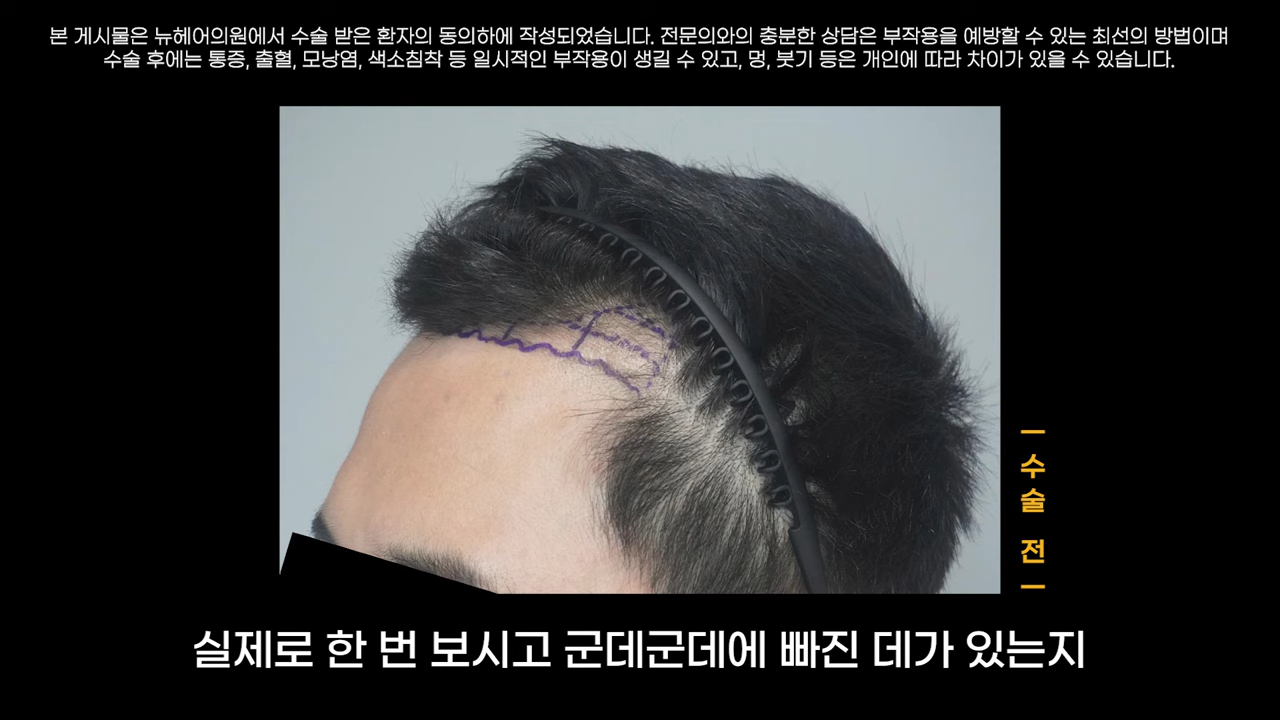 본 게시물은 뉴헤어의원에서 수술 받은 환자의 동의하에 작성되었습니다. 전문의와의 충분한 상담은 부작용을 예방할 수 있는 최선의 방법이며
수술 후에는 통증, 출혈, 모낭염, 색소침착 등 일시적인 부작용이 생길 수 있고, 멍, 붓기 등은 개인에 따라 차이가 있을 수 있습니다.
ー수술 전ー
실제로 한 번 보시고 군데군데에 빠진 데가 있는지